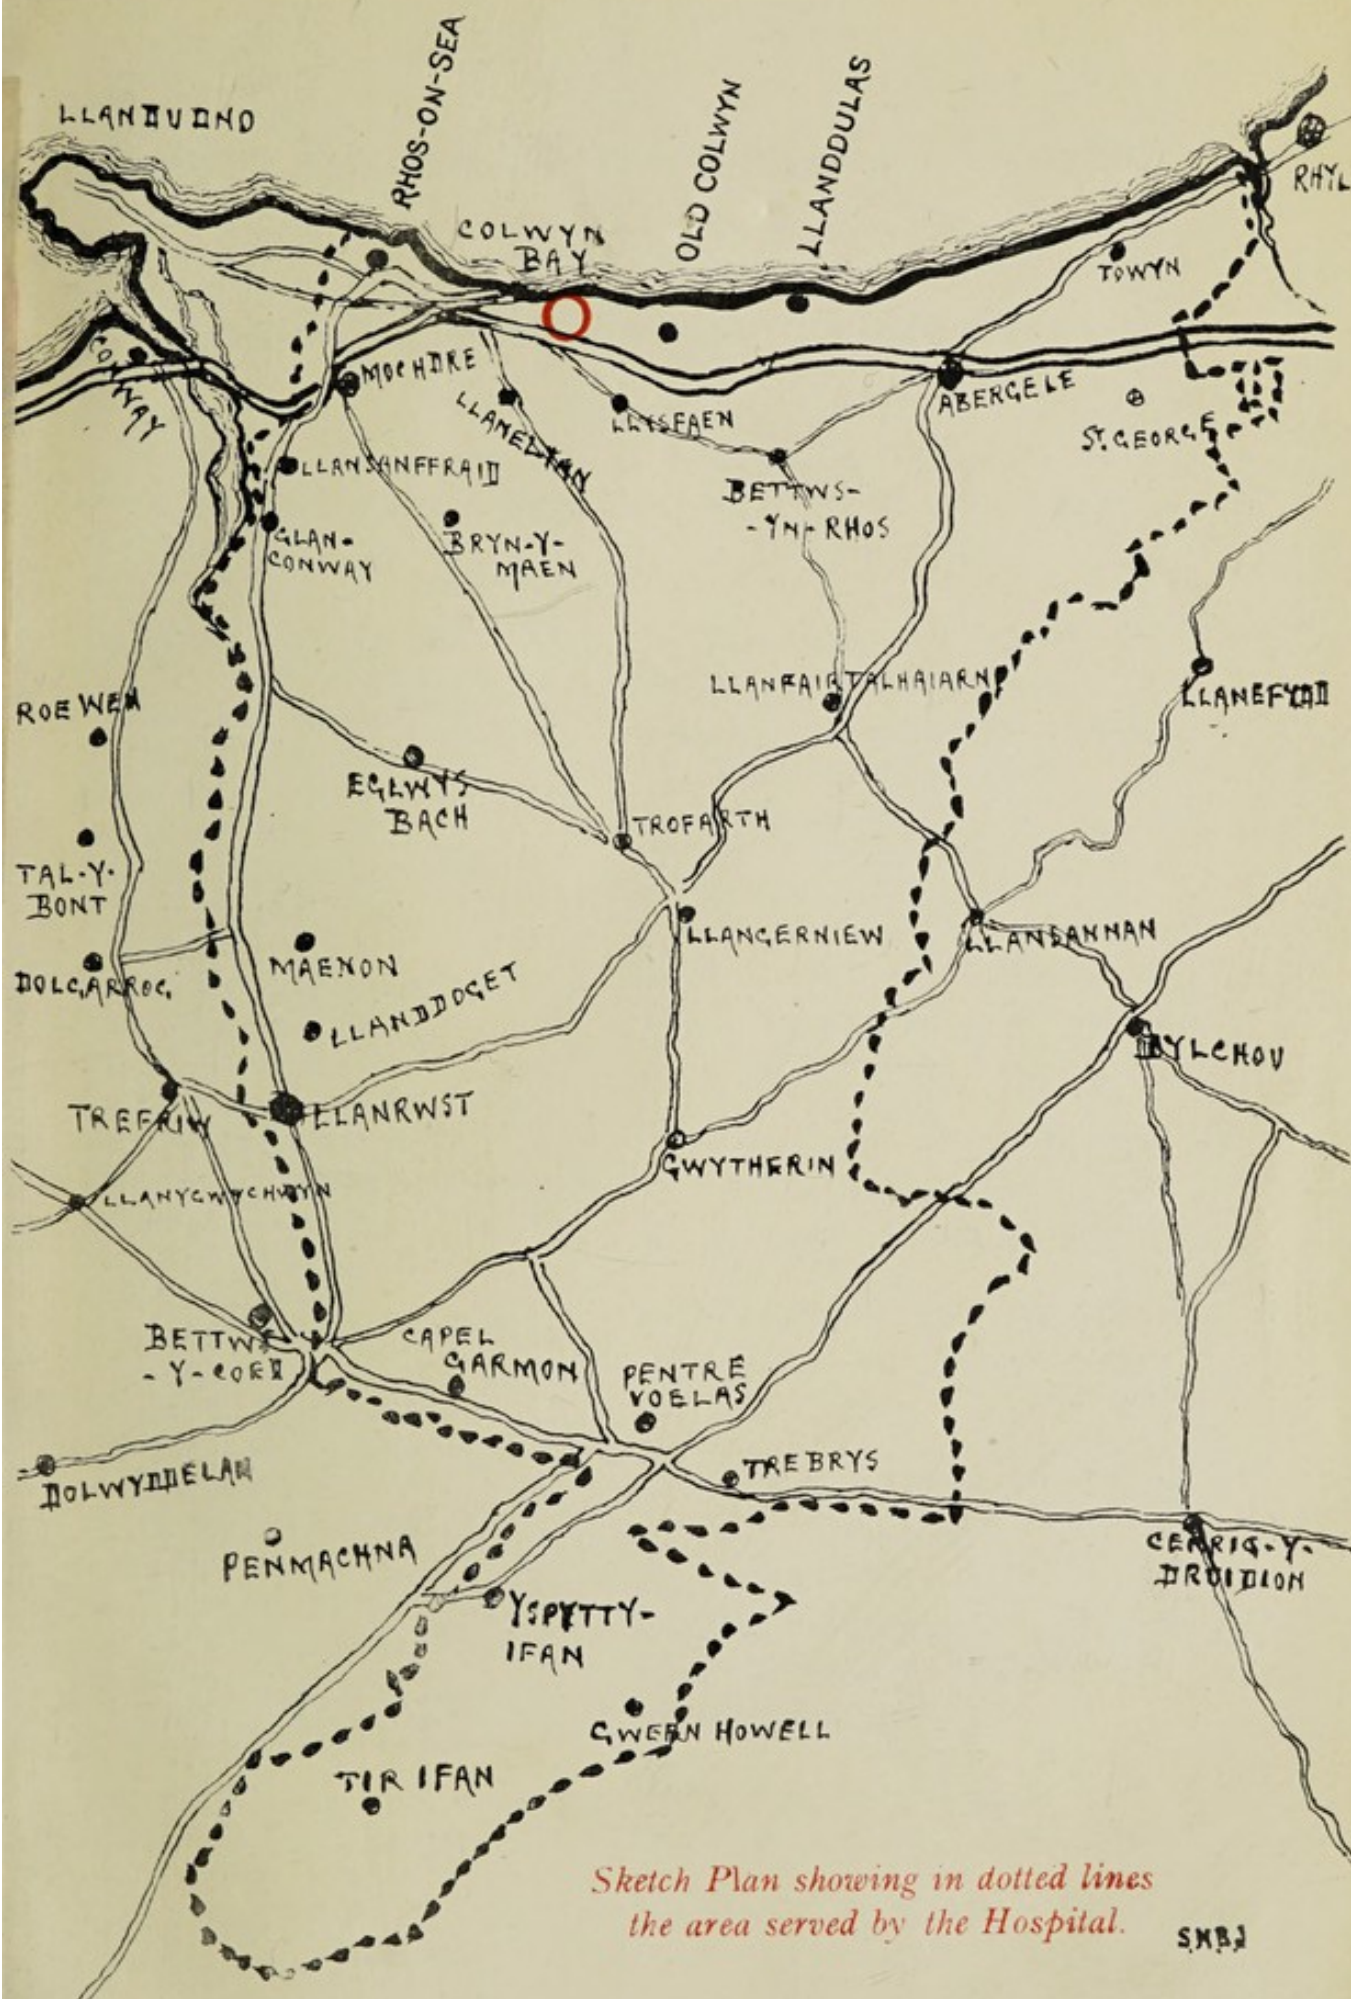 LLANDUDNO
RHOS-ON-SEA
OLD COLWYN
LLANDDULAS
COLWYN
BAY
RHYL
TOWYN
CONWAY
MOCHDRE
LLANELIAN
LLYSFAEN
ABERGELE
ST. GEORGE
LLANSANFFRAID
BETTWS-
-YN-RHOS
GLAN-
CONWAY
BRYN-Y-
MAEN
ROEWEN
LLANFAIRTALHAIARN
LLANEFYDD
EGLWYS
BACH
TROFARTH
TAL-Y-
BONT
LLANGERNIEW
LLANSANNAN
MAENON
DOLGARROG
LLANDDOGET
BYLCHOU
TREFRIW
LLANRWST
GWYTHERIN
LLANYGWYCHWYN
BETTWS
-Y-COED
CAPEL
GARMON
PENTRE
VOELAS
DOLWYDDELAN
TREBRYS
PENMACHNA
CERRIG-Y-
DRUIDION
YSPYTTY-
IFAN
GWERN HOWELL
TIR IFAN
Sketch Plan showing in dotted lines
the area served by the Hospital.
S.M.B.J